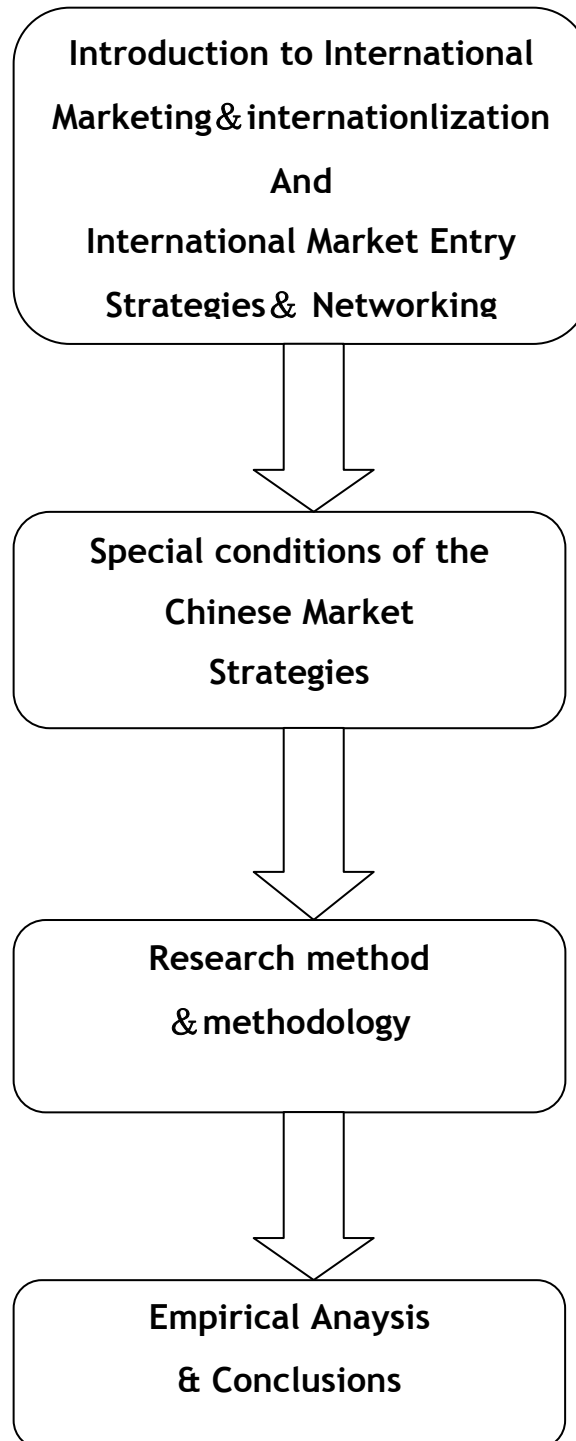 Introduction to International
Marketing&internationlization
And
International Market Entry
Strategies& Networking
Special conditions of the
Chinese Market
Strategies
Research method
&methodology
Empirical Anaysis
& Conclusions